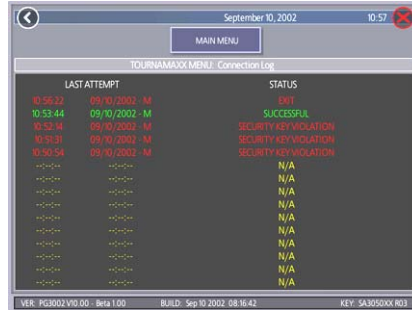 September 10, 2002 10:57
MAIN MENU
TOURNAMAXX MENU: Connection Log
LAST ATTEMPT STATUS
10:56:22 09/10/2002 - M EXIT
10:53:44 09/10/2002 - M SUCCESSFUL
10:52:14 09/10/2002 - M SECURITY KEY VIOLATION
10:51:31 09/10/2002 - M SECURITY KEY VIOLATION
10:50:54 09/10/2002 - M SECURITY KEY VIOLATION
--:--:-- --:--:-- N/A
--:--:-- --:--:-- N/A
--:--:-- --:--:-- N/A
--:--:-- --:--:-- N/A
--:--:-- --:--:-- N/A
--:--:-- --:--:-- N/A
--:--:-- --:--:-- N/A
--:--:-- --:--:-- N/A
--:--:-- --:--:-- N/A
--:--:-- --:--:-- N/A
VER: PG3002 V10.00 - Beta 1.00 BUILD: Sep 10 2002 08:16:42 KEY: SA3050XX R03